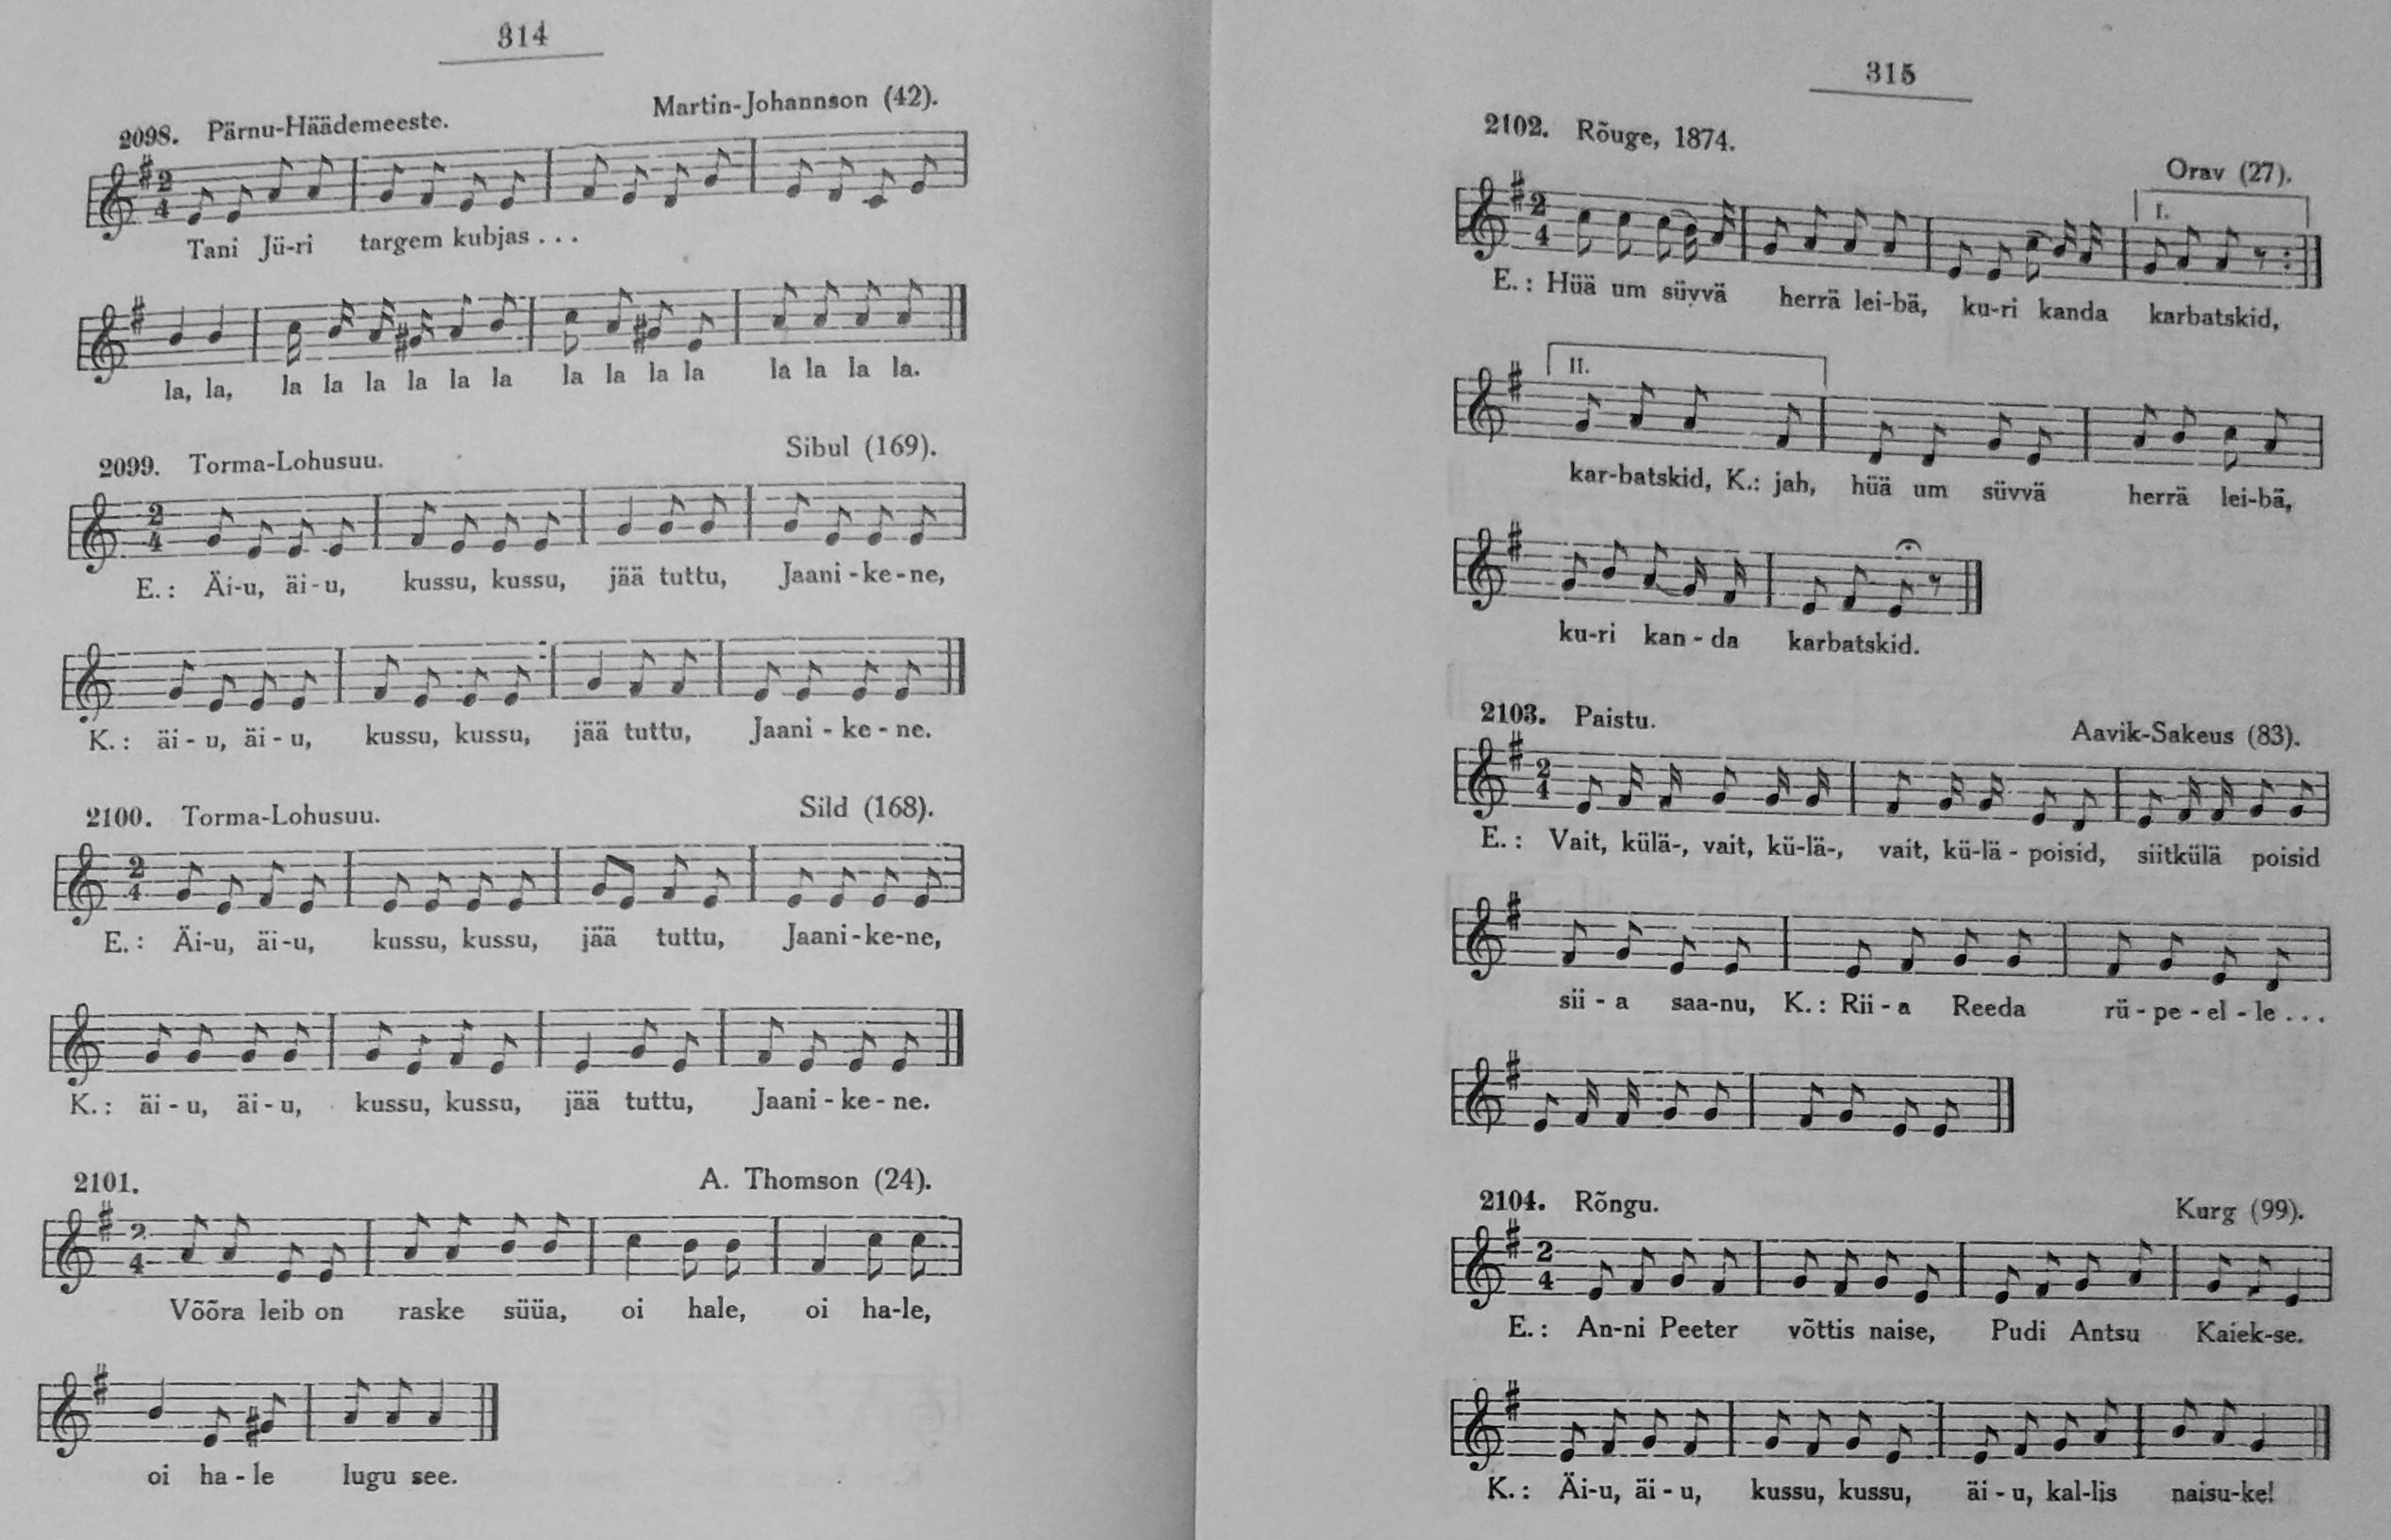 314
2098. Pärnu-Häädemeeste. Martin-Johannson (42).
2 4
Tani Jü-ri targem kubjas . . .
la, la, la la la la la la la la la la la la la la.
2099. Torma-Lohusuu. Sibul (169).
2 4
E.: Äi-u, äi-u, kussu, kussu, jää tuttu, Jaani-ke-ne,
K.: äi-u, äi-u, kussu, kussu, jää tuttu, Jaani-ke-ne.
2100. Torma-Lohusuu. Sild (168).
2 4
E.: Äi-u, äi-u, kussu, kussu, jää tuttu, Jaani-ke-ne,
K.: äi-u, äi-u, kussu, kussu, jää tuttu, Jaani-ke-ne.
2101. A. Thomson (24).
2 4
Võõra leib on raske süüa, oi hale, oi ha-le,
oi ha-le lugu see.
315
2102. Rõuge, 1874.
Orav (27).
I.
2 4
E.: Hüä um süvvä herrä lei-bä, ku-ri kanda karbatskid,
II.
kar-batskid, K.: jah, hüä um süvvä herrä lei-bä,
ku-ri kan-da karbatskid.
2103. Paistu. Aavik-Sakeus (83).
2 4
E.: Vait, külä-, vait, kü-lä-, vait, kü-lä-poisid, siitkülä poisid
sii-a saa-nu, K.: Rii-a Reeda rü-pe-el-le . . .
2104. Rõngu. Kurg (99).
2 4
E.: An-ni Peeter võttis naise, Pudi Antsu Kaiek-se.
K.: Äi-u, äi-u, kussu, kussu, äi-u, kal-lis naisu-ke!